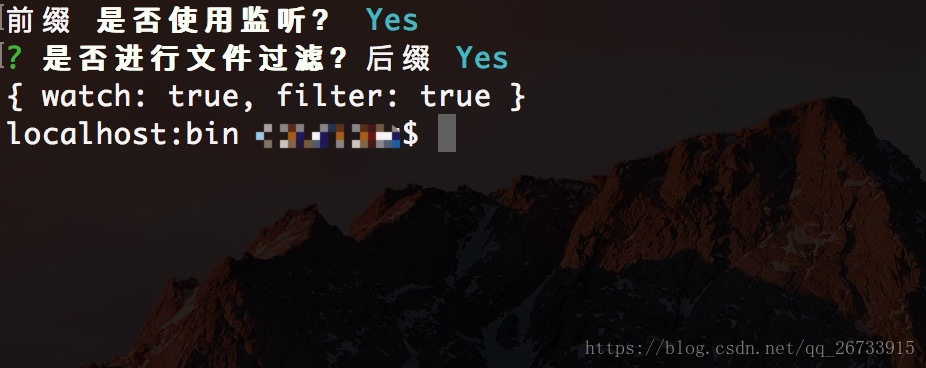 前缀 是否使用监听？ Yes
? 是否进行文件过滤？后缀 Yes
{ watch: true, filter: true }
localhost:bin $
https://blog.csdn.net/qq_26733915